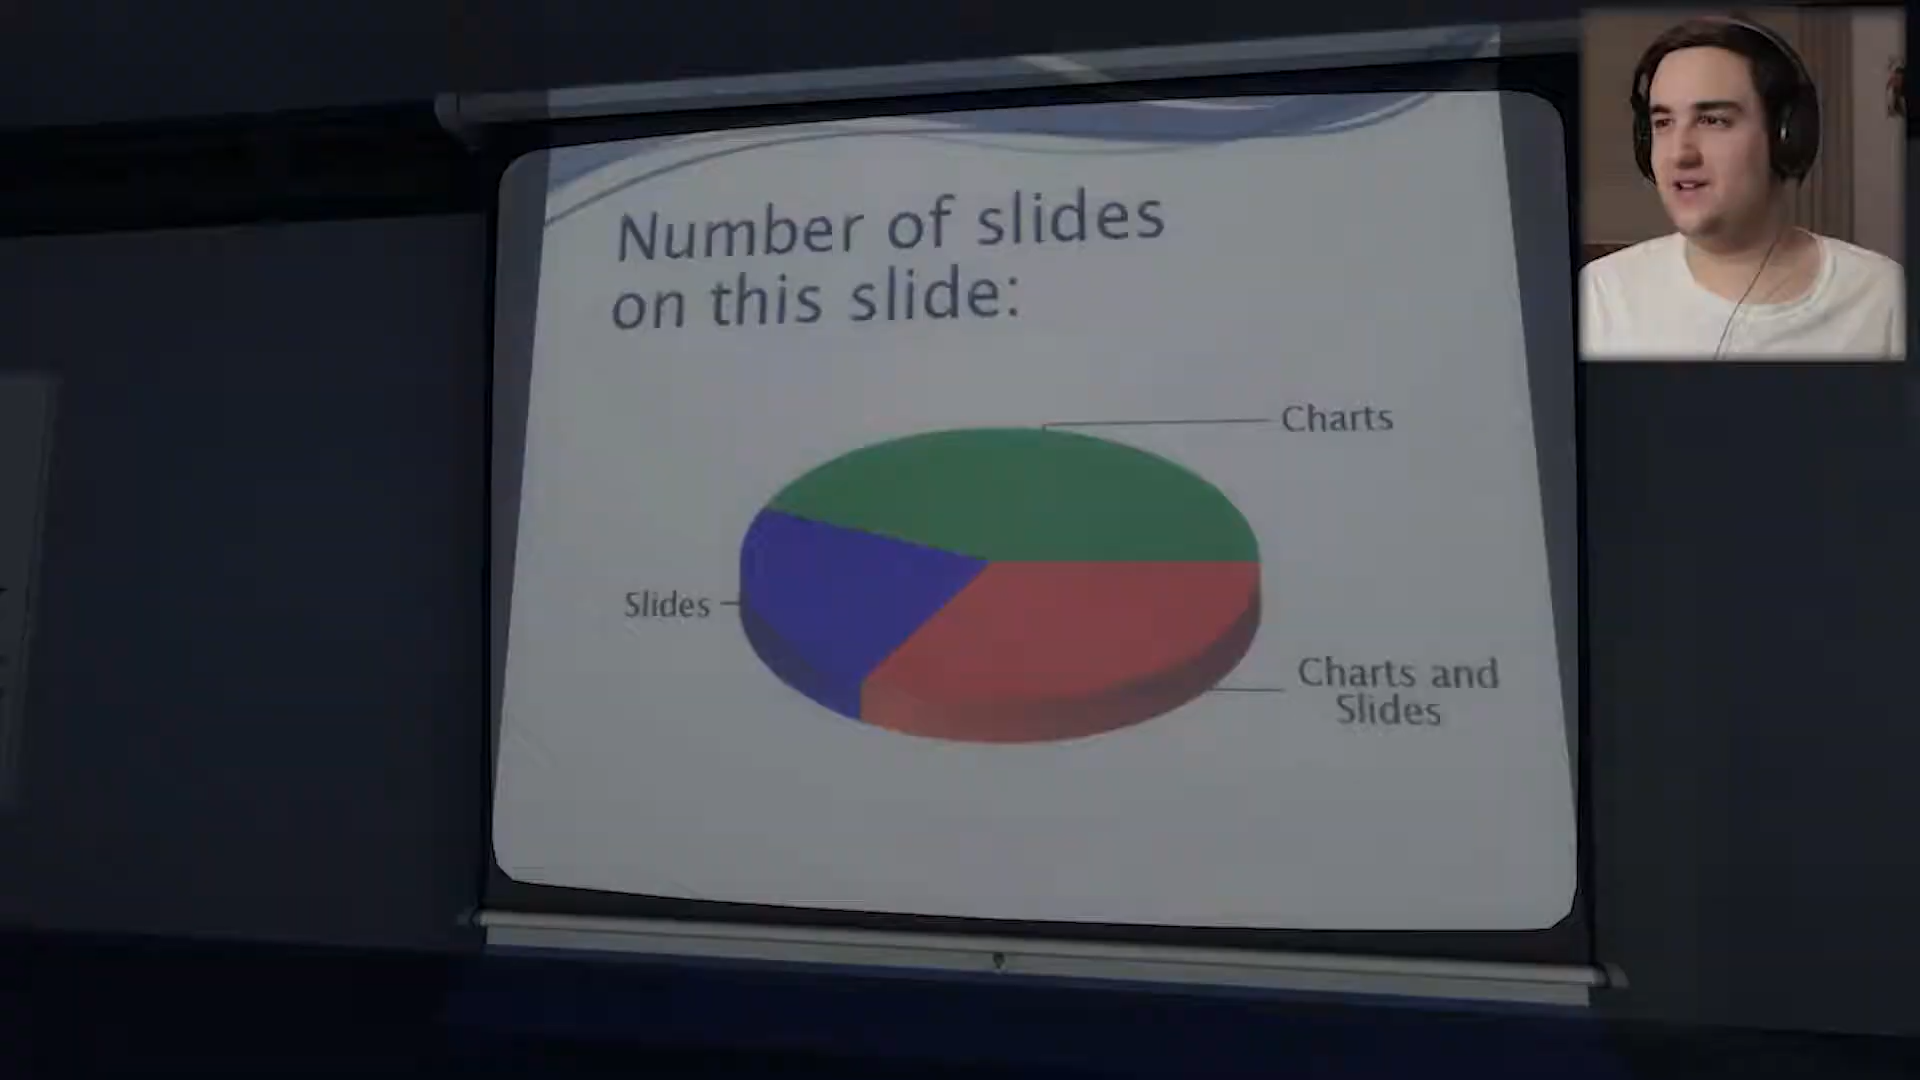 Number of slides
on this slide:
Charts
Slides
Charts and
Slides